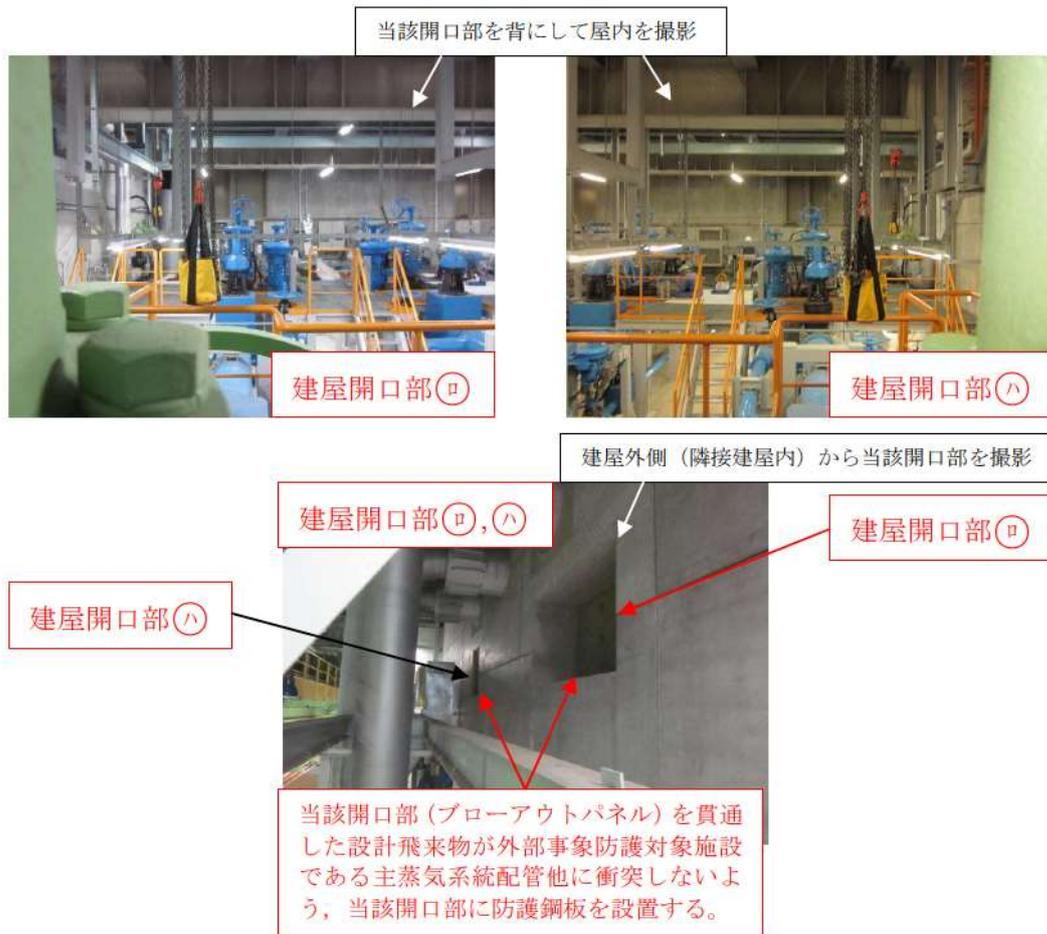 当該開口部を背にして屋内を撮影
建屋開口部㋺
建屋開口部㋩
建屋外側（隣接建屋内）から当該開口部を撮影
建屋開口部㋺,㋩
建屋開口部㋺
建屋開口部㋩
当該開口部（ブローアウトパネル）を貫通
した設計飛来物が外部事象防護対象施設
である主蒸気系統配管他に衝突しないよ
う，当該開口部に防護鋼板を設置する。